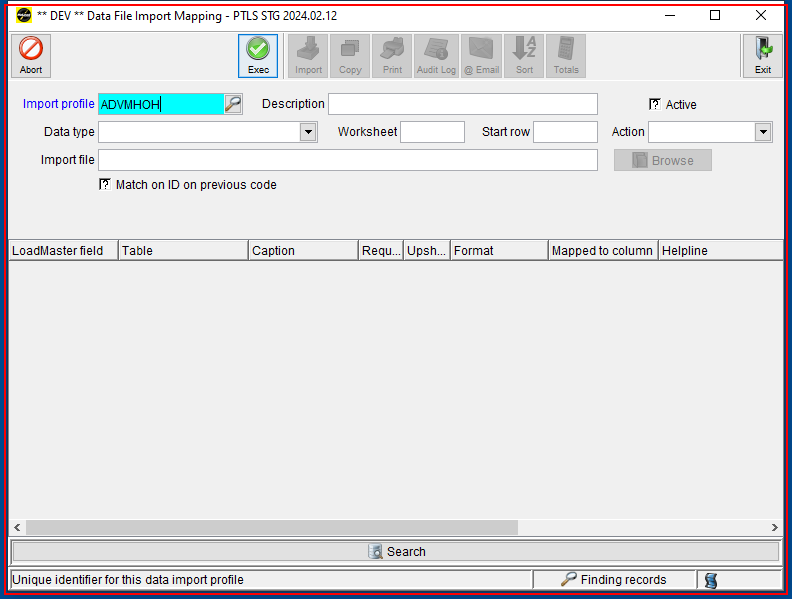 ** DEV ** Data File Import Mapping - PTLS STG 2024.02.12
Abort Exec Import Copy Print Audit Log @ Email Sort Totals Exit
Import profile ADVMHOH Description ? Active
Data type Worksheet Start row Action
Import file Browse
? Match on ID on previous code
LoadMaster field Table Caption Requ... Upsh... Format Mapped to column Helpline
Search
Unique identifier for this data import profile Finding records